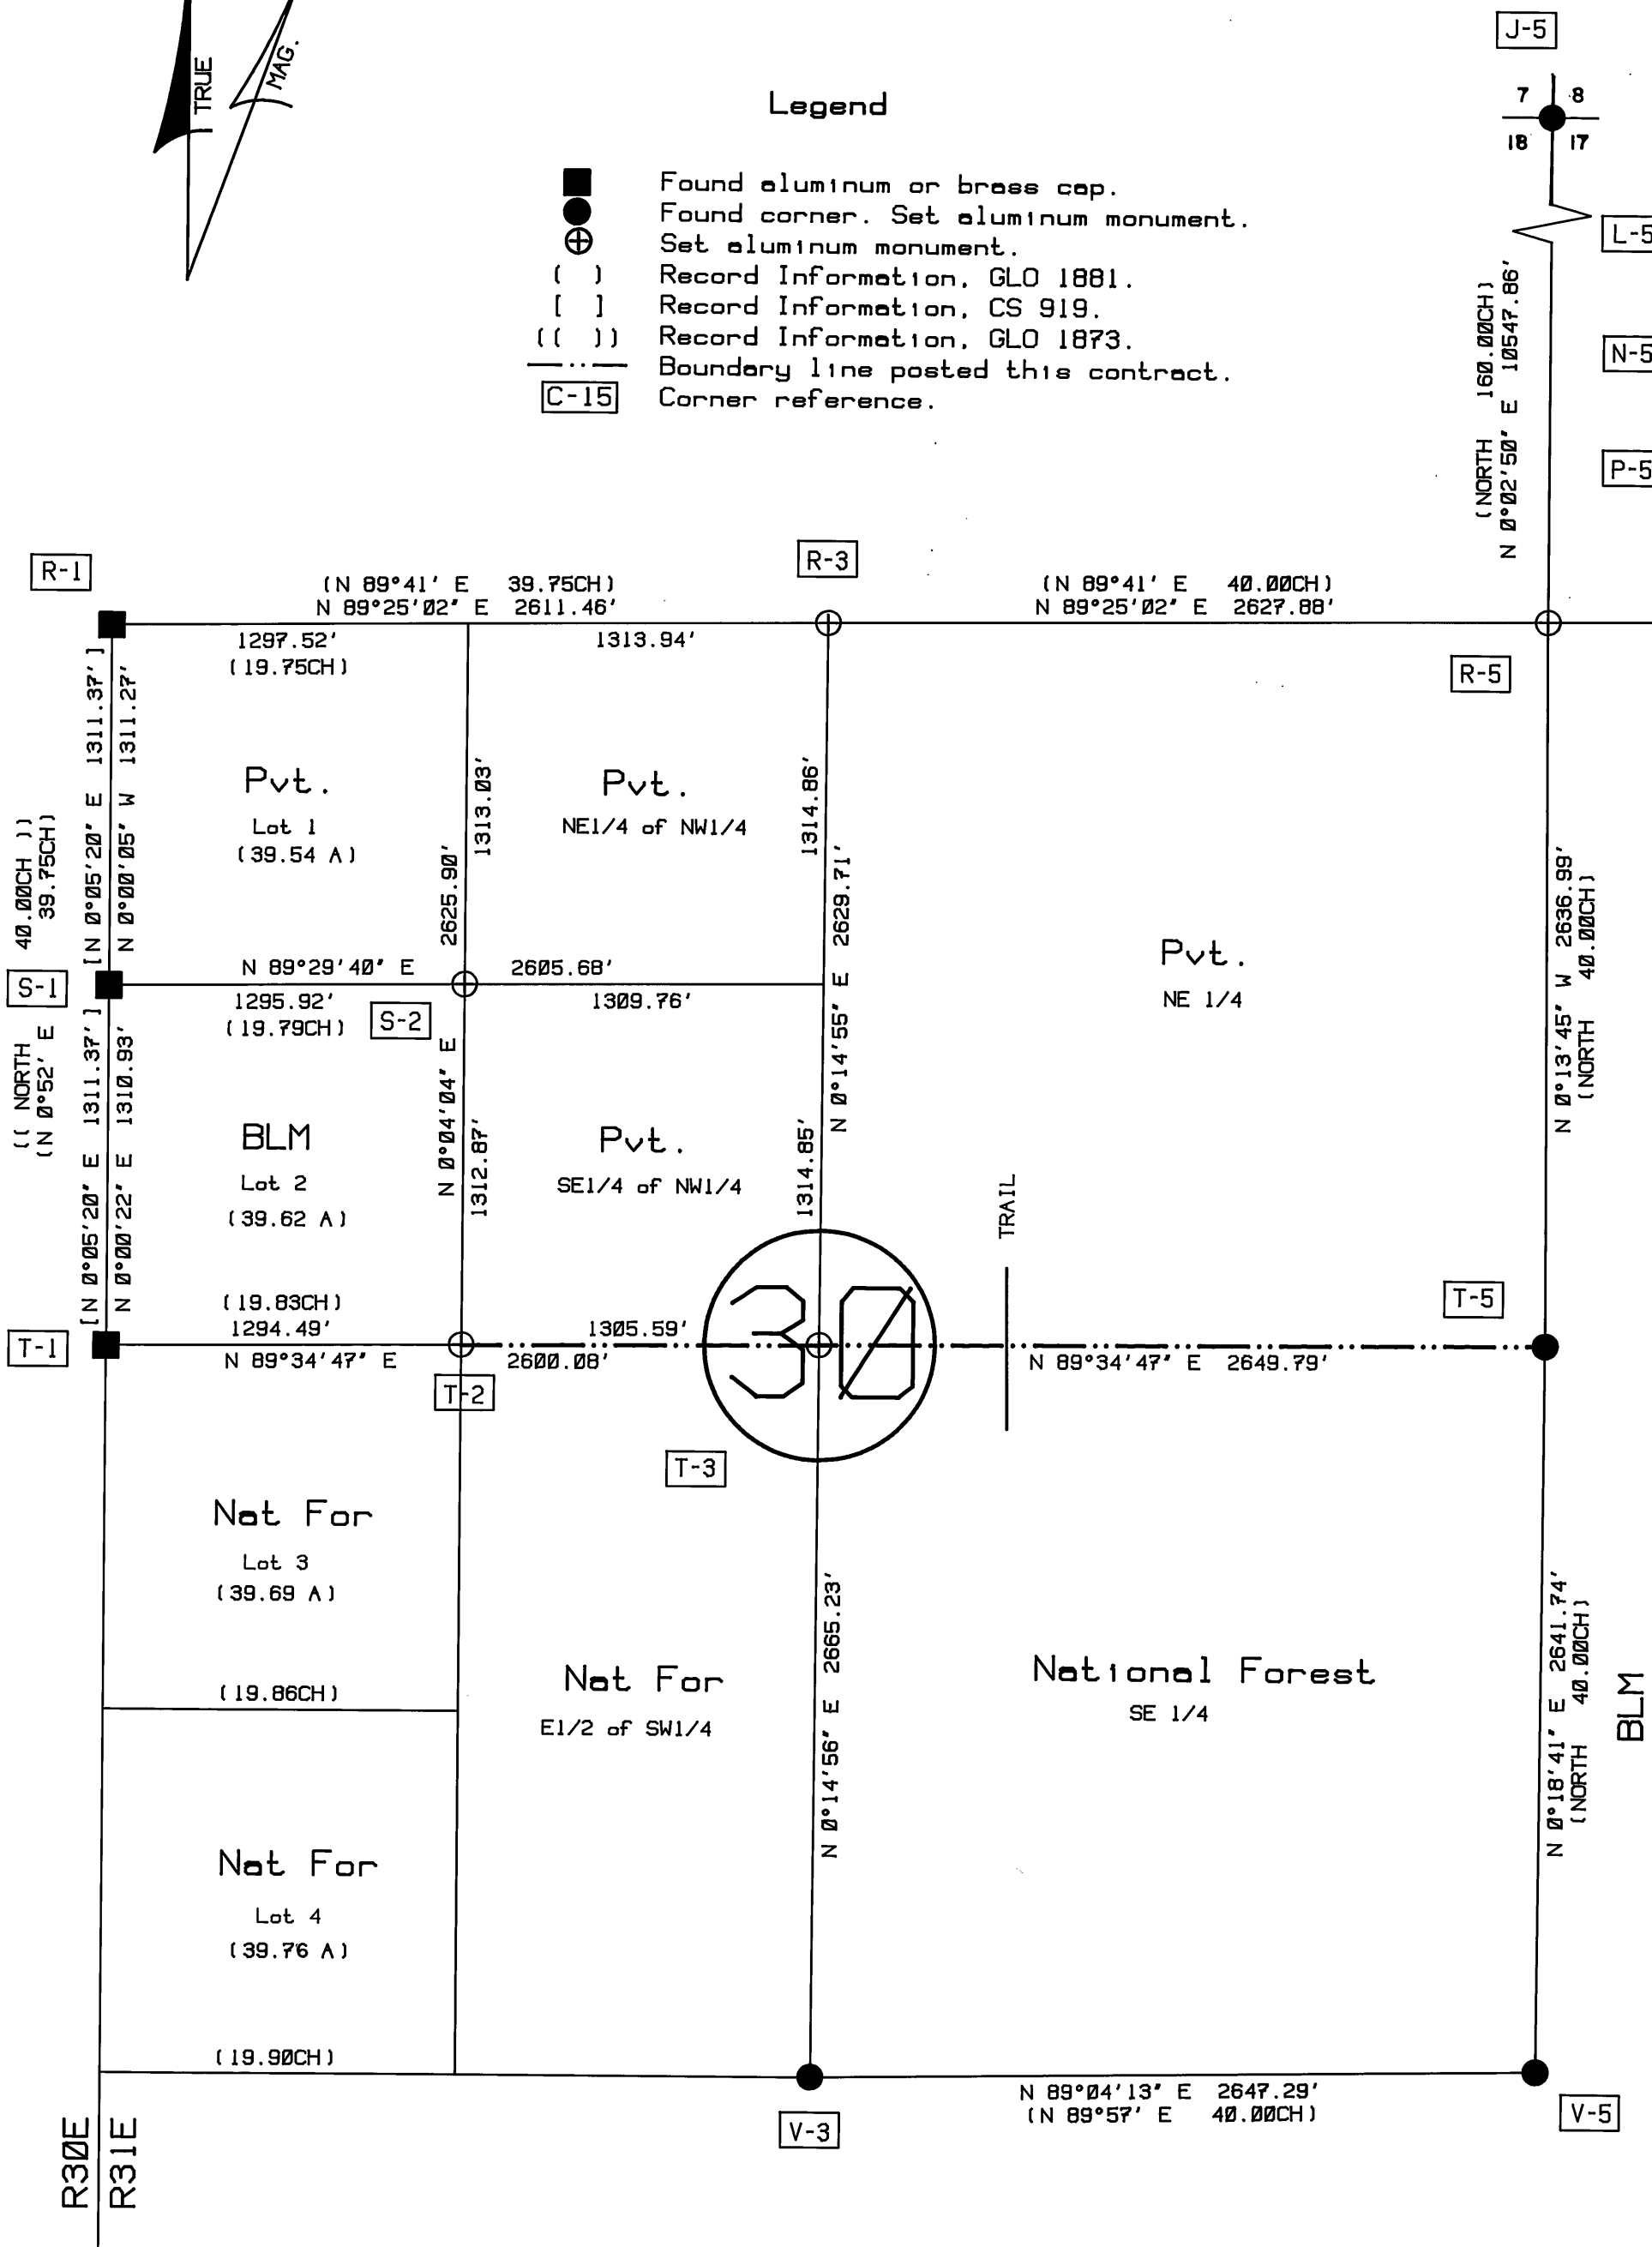 TRUE
MAG.
J-5
7 8
18 17
Legend
Found aluminum or brass cap.
Found corner. Set aluminum monument.
Set aluminum monument.
( ) Record Information, GLO 1881.
[ ] Record Information, CS 919.
(( )) Record Information, GLO 1873.
Boundary line posted this contract.
C-15 Corner reference.
L-5
N-5
P-5
(NORTH 160.00CH)
N 0°02'50" E 10547.86'
R-1
R-3
R-5
(N 89°41' E 39.75CH)
N 89°25'02" E 2611.46'
(N 89°41' E 40.00CH)
N 89°25'02" E 2627.88'
1297.52'
(19.75CH)
1313.94'
[N 0°05'20" E 1311.37']
N 0°00'05" W 1311.27'
Pvt.
Lot 1
(39.54 A)
1313.03'
2625.90'
Pvt.
NE1/4 of NW1/4
1314.86'
N 0°14'55" E 2629.71'
Pvt.
NE 1/4
N 0°13'45" W 2636.99'
(NORTH 40.00CH)
(( NORTH 40.00CH ))
(N 0°52' E 39.75CH)
S-1
N 89°29'40" E 2605.68'
1295.92'
(19.79CH)
S-2
1309.76'
[N 0°05'20" E 1311.37']
N 0°00'22" E 1310.93'
BLM
Lot 2
(39.62 A)
N 0°04'04" E
1312.87'
Pvt.
SE1/4 of NW1/4
1314.85'
TRAIL
T-5
(19.83CH)
1294.49'
1305.59'
T-1
N 89°34'47" E 2600.08'
30
N 89°34'47" E 2649.79'
T-2
T-3
Nat For
Lot 3
(39.69 A)
N 0°14'56" E 2665.23'
N 0°18'41" E 2641.74'
(NORTH 40.00CH)
(19.86CH)
Nat For
E1/2 of SW1/4
National Forest
SE 1/4
BLM
Nat For
Lot 4
(39.76 A)
(19.90CH)
N 89°04'13" E 2647.29'
(N 89°57' E 40.00CH)
V-3
V-5
R30E
R31E